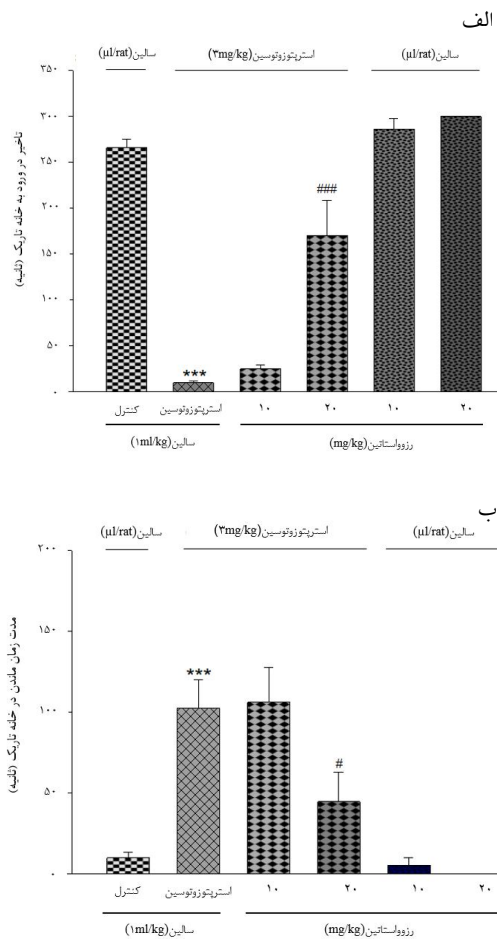 الف
سالین(µl/rat) استرپتوزوتوسین(۳mg/kg) سالین(µl/rat)
تاخیر در ورود به خانه تاریک (ثانیه)
۳۵۰
۳۰۰
۲۵۰
۲۰۰
۱۵۰
۱۰۰
۵۰
۰
***
###
کنترل استرپتوزوتوسین ۱۰ ۲۰ ۱۰ ۲۰
سالین(۱ml/kg) رزوواستاتین(mg/kg)
ب
سالین(µl/rat) استرپتوزوتوسین(۳mg/kg) سالین(µl/rat)
مدت زمان ماندن در خانه تاریک (ثانیه)
۲۰۰
۱۵۰
۱۰۰
۵۰
۰
***
#
کنترل استرپتوزوتوسین ۱۰ ۲۰ ۱۰ ۲۰
سالین(۱ml/kg) رزوواستاتین(mg/kg)